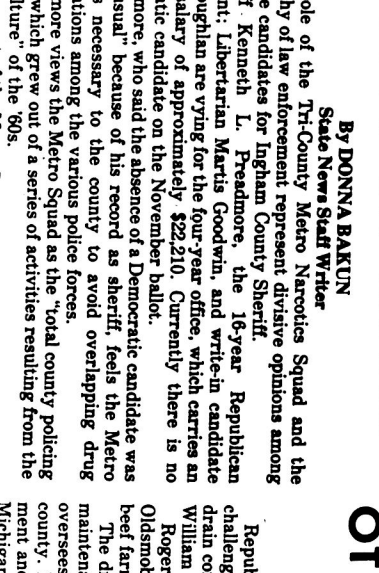 By DONNA BAKUN
State News Staff Writer
ole of the Tri-County Metro Narcotics Squad and the
hy of law enforcement represent divisive opinions among
e candidates for Ingham County Sheriff.
ff Kenneth L. Preadmore, the 16-year Republican
nt; Libertarian Martis Goodwin, and write-in candidate
oughlan are vying for the four-year office, which carries an
salary of approximately $22,210. Currently there is no
atic candidate on the November ballot.
more, who said the absence of a Democratic candidate was
sual" because of his record as sheriff, feels the Metro
s necessary to the county to avoid overlapping drug
ations among the various police forces.
more views the Metro Squad as the "total county policing
which grew out of a series of activities resulting from the
lture" of the '60s.
OT
Repub
challeng
drain co
William
Roger
Oldsmob
beef farm
The d
maintena
oversees
county.
ment and
Michigan